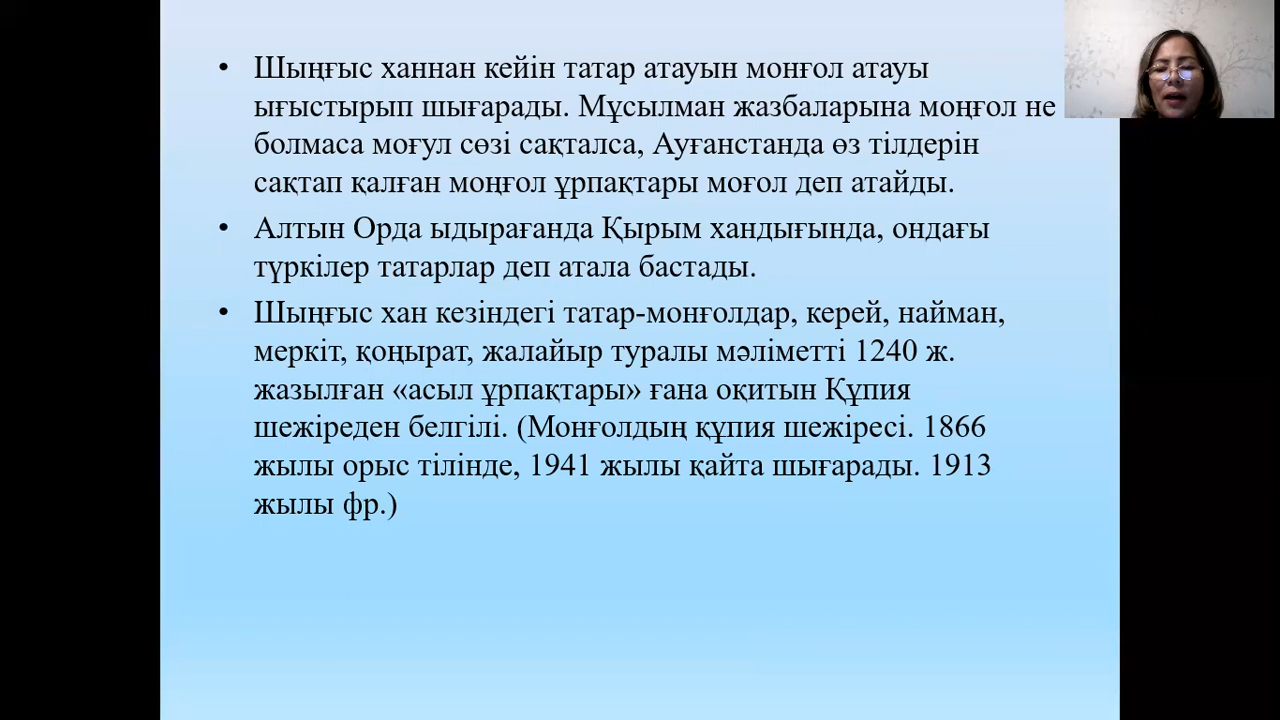 • Шыңғыс ханнан кейін татар атауын монғол атауы
ығыстырып шығарады. Мұсылман жазбаларына моңғол не
болмаса моғул сөзі сақталса, Ауғанстанда өз тілдерін
сақтап қалған моңғол ұрпақтары моғол деп атайды.
• Алтын Орда ыдырағанда Қырым хандығында, ондағы
түркілер татарлар деп атала бастады.
• Шыңғыс хан кезіндегі татар-монғолдар, керей, найман,
меркіт, қоңырат, жалайыр туралы мәліметті 1240 ж.
жазылған «асыл ұрпақтары» ғана оқитын Құпия
шежіреден белгілі. (Монғолдың құпия шежіресі. 1866
жылы орыс тілінде, 1941 жылы қайта шығарады. 1913
жылы фр.)